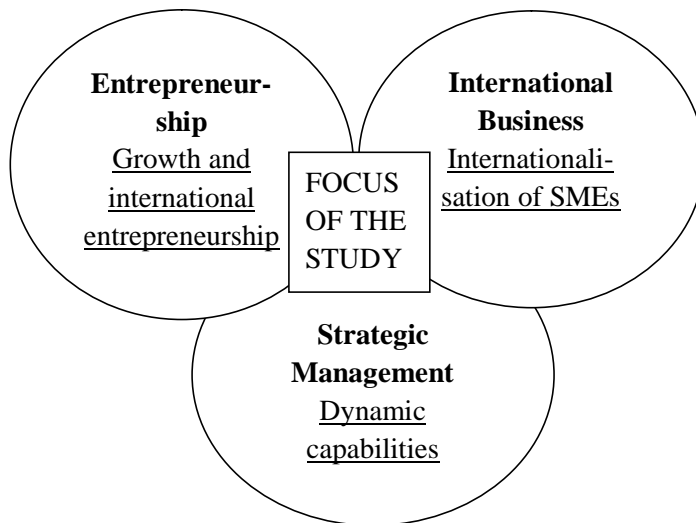 Entrepreneur-
ship
Growth and
international
entrepreneurship
International
Business
Internationali-
sation of SMEs
FOCUS
OF THE
STUDY
Strategic
Management
Dynamic
capabilities